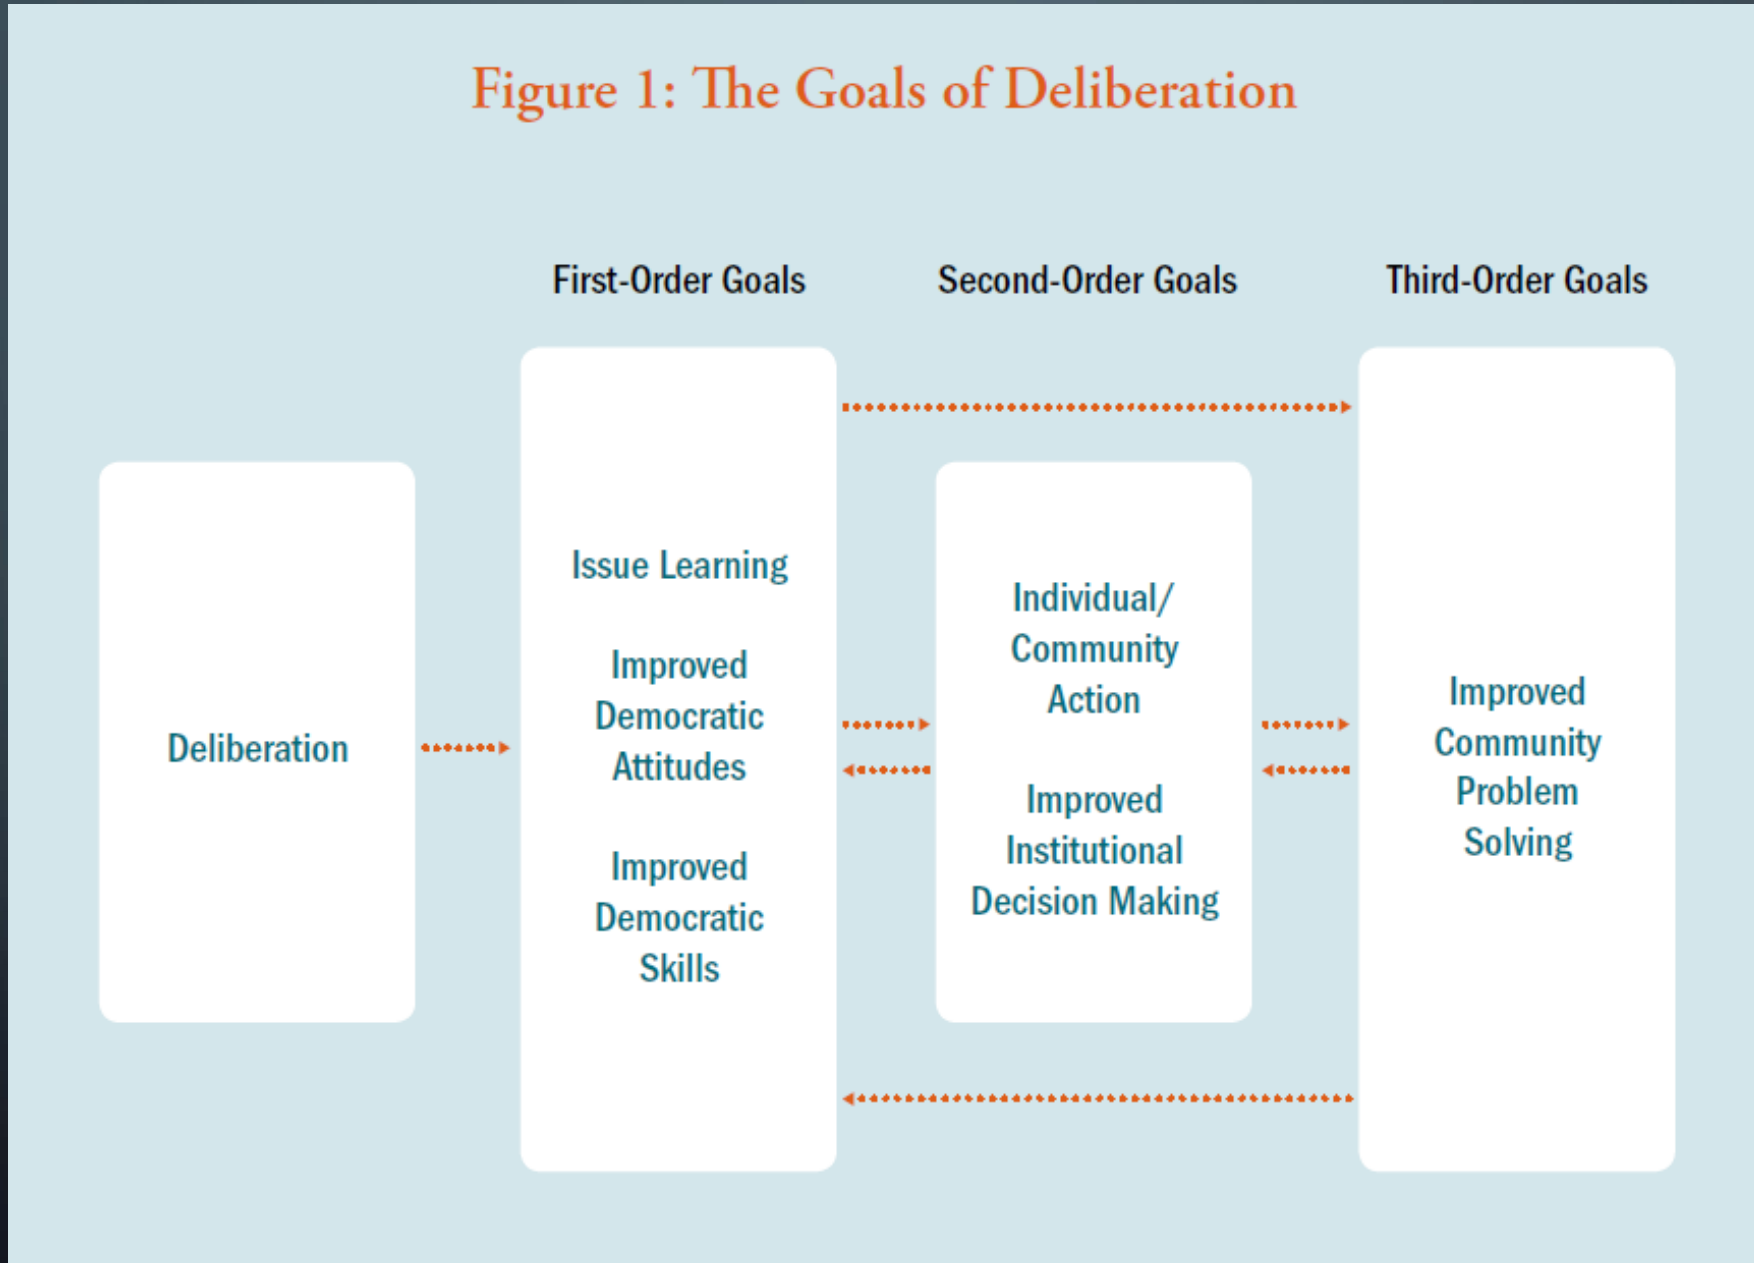 Figure 1: The Goals of Deliberation
First-Order Goals
Second-Order Goals
Third-Order Goals
Deliberation
Issue Learning
Improved
Democratic
Attitudes
Improved
Democratic
Skills
Individual/
Community
Action
Improved
Institutional
Decision Making
Improved
Community
Problem
Solving